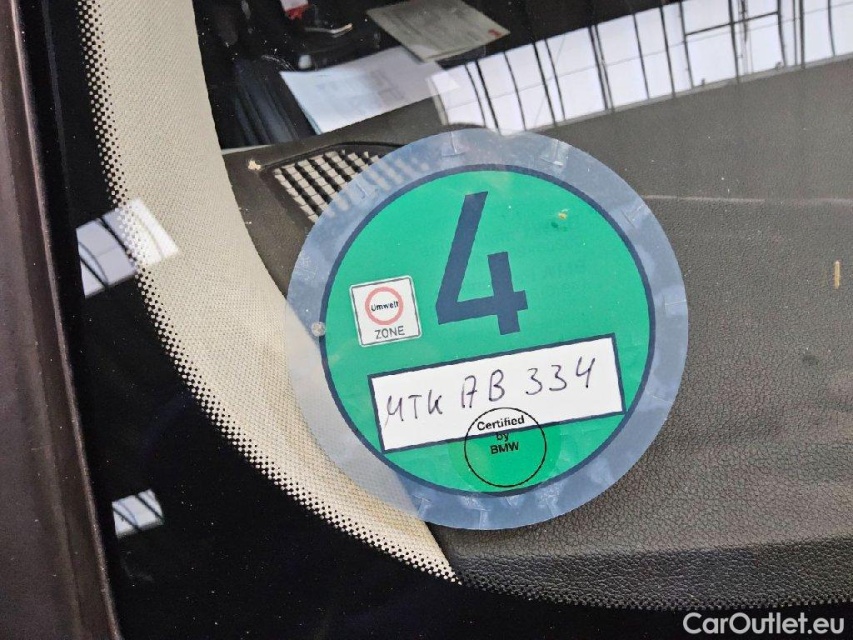 4
Umwelt
ZONE
MTK AB 334
Certified
by
BMW
CarOutlet.eu